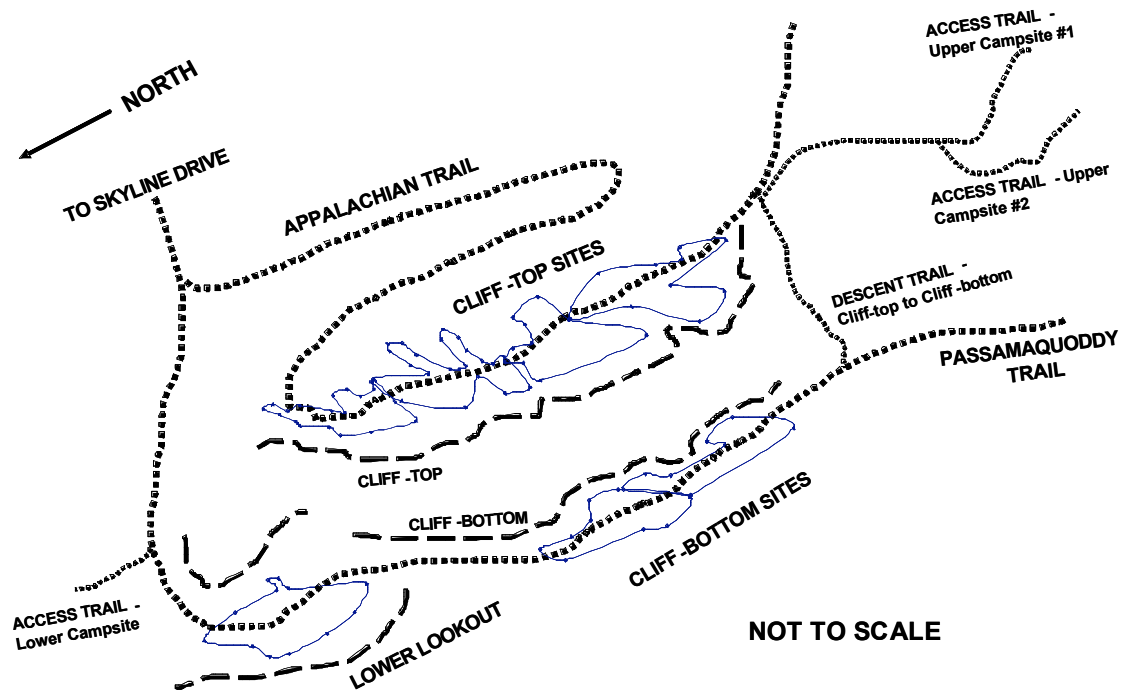 ACCESS TRAIL -
Upper Campsite #1
NORTH
TO SKYLINE DRIVE
APPALACHIAN TRAIL
ACCESS TRAIL - Upper
Campsite #2
CLIFF -TOP SITES
DESCENT TRAIL -
Cliff-top to Cliff -bottom
PASSAMAQUODDY
TRAIL
CLIFF -TOP
CLIFF -BOTTOM
CLIFF -BOTTOM SITES
ACCESS TRAIL -
Lower Campsite
LOWER LOOKOUT
NOT TO SCALE